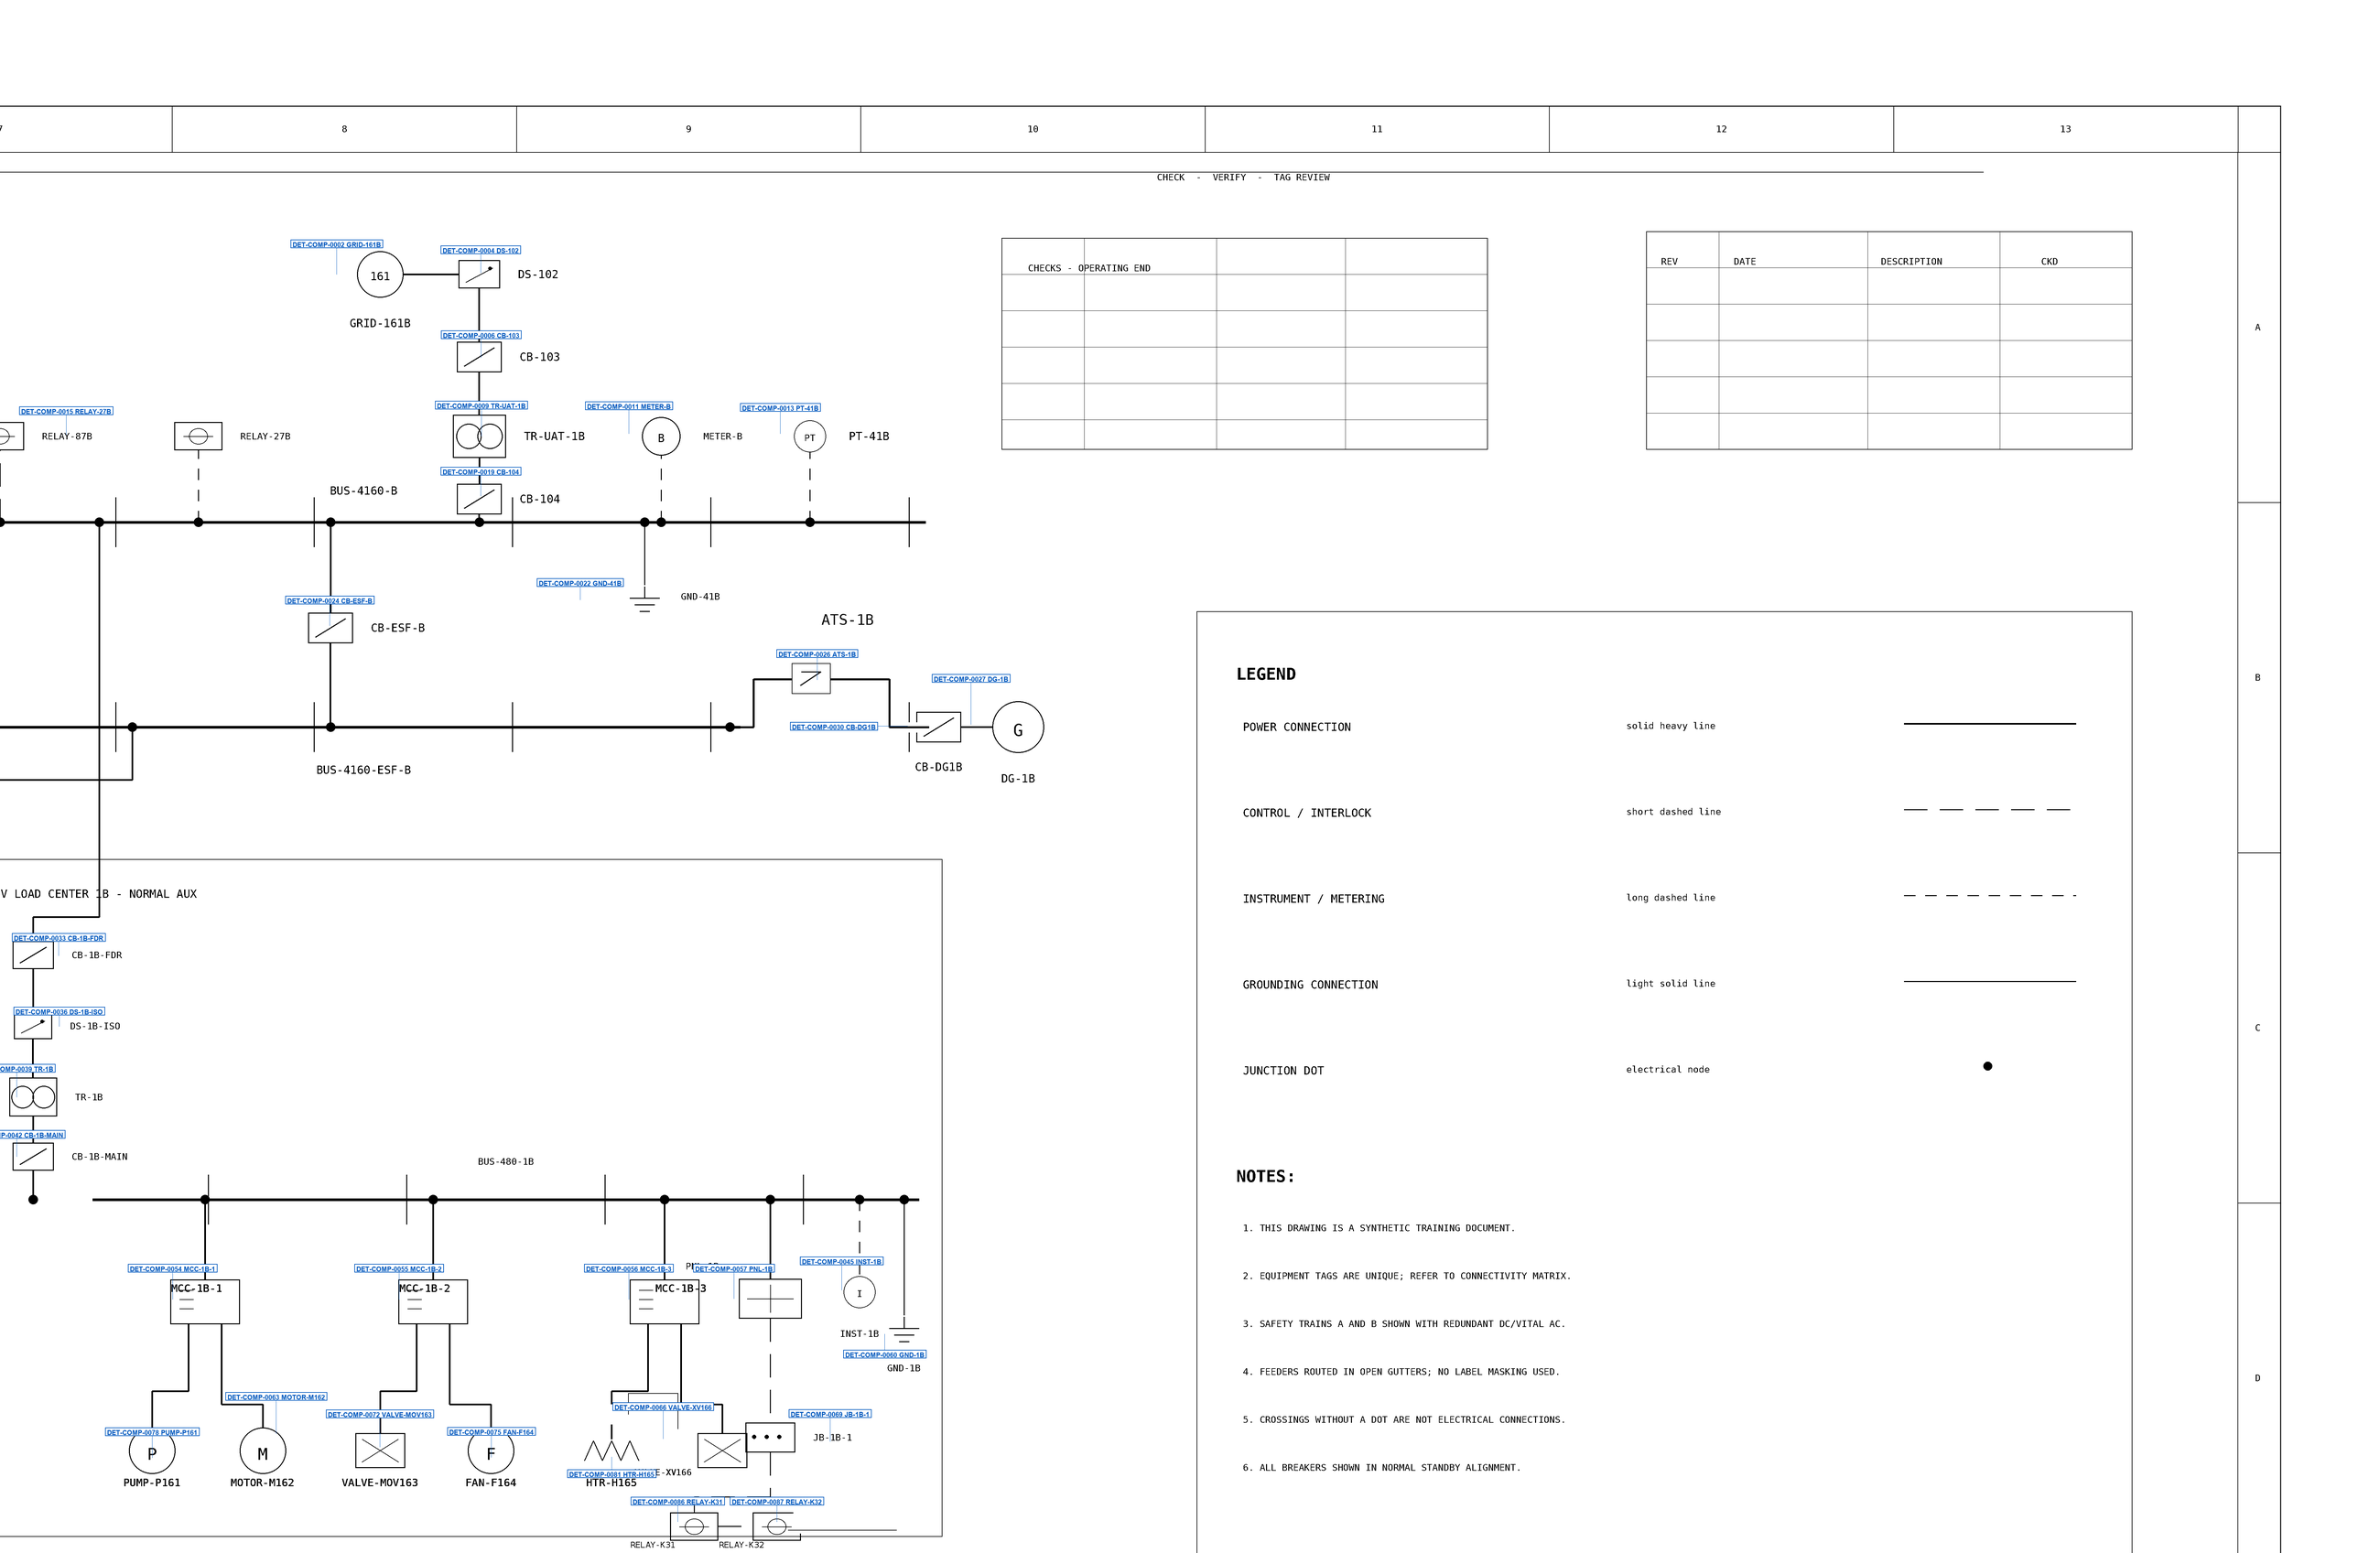 7
8
9
10
11
12
13
CHECK - VERIFY - TAG REVIEW
DET-COMP-0002 GRID-161B
DET-COMP-0004 DS-102
161
DS-102
GRID-161B
DET-COMP-0006 CB-103
CB-103
CHECKS - OPERATING END
REV
DATE
DESCRIPTION
CKD
A
DET-COMP-0015 RELAY-27B
RELAY-87B
RELAY-27B
DET-COMP-0009 TR-UAT-1B
TR-UAT-1B
DET-COMP-0011 METER-B
B
METER-B
DET-COMP-0013 PT-41B
PT
PT-41B
DET-COMP-0019 CB-104
BUS-4160-B
CB-104
DET-COMP-0022 GND-41B
GND-41B
DET-COMP-0024 CB-ESF-B
CB-ESF-B
ATS-1B
DET-COMP-0026 ATS-1B
DET-COMP-0027 DG-1B
DET-COMP-0030 CB-DG1B
G
CB-DG1B
DG-1B
BUS-4160-ESF-B
B
LEGEND
POWER CONNECTION
solid heavy line
CONTROL / INTERLOCK
short dashed line
INSTRUMENT / METERING
long dashed line
GROUNDING CONNECTION
light solid line
JUNCTION DOT
electrical node
C
V LOAD CENTER 1B - NORMAL AUX
DET-COMP-0033 CB-1B-FDR
CB-1B-FDR
DET-COMP-0036 DS-1B-ISO
DS-1B-ISO
OMP-0039 TR-1B
TR-1B
P-0042 CB-1B-MAIN
CB-1B-MAIN
BUS-480-1B
NOTES:
1. THIS DRAWING IS A SYNTHETIC TRAINING DOCUMENT.
2. EQUIPMENT TAGS ARE UNIQUE; REFER TO CONNECTIVITY MATRIX.
3. SAFETY TRAINS A AND B SHOWN WITH REDUNDANT DC/VITAL AC.
4. FEEDERS ROUTED IN OPEN GUTTERS; NO LABEL MASKING USED.
5. CROSSINGS WITHOUT A DOT ARE NOT ELECTRICAL CONNECTIONS.
6. ALL BREAKERS SHOWN IN NORMAL STANDBY ALIGNMENT.
D
DET-COMP-0054 MCC-1B-1
MCC-1B-1
DET-COMP-0055 MCC-1B-2
MCC-1B-2
DET-COMP-0056 MCC-1B-3
MCC-1B-3
DET-COMP-0057 PNL-1B
DET-COMP-0045 INST-1B
I
INST-1B
DET-COMP-0060 GND-1B
GND-1B
DET-COMP-0063 MOTOR-M162
DET-COMP-0072 VALVE-MOV163
DET-COMP-0066 VALVE-XV166
DET-COMP-0069 JB-1B-1
DET-COMP-0078 PUMP-P161
DET-COMP-0075 FAN-F164
JB-1B-1
P
M
F
DET-COMP-0081 HTR-H165
E-XV166
PUMP-P161
MOTOR-M162
VALVE-MOV163
FAN-F164
HTR-H165
DET-COMP-0086 RELAY-K31
DET-COMP-0087 RELAY-K32
RELAY-K31
RELAY-K32